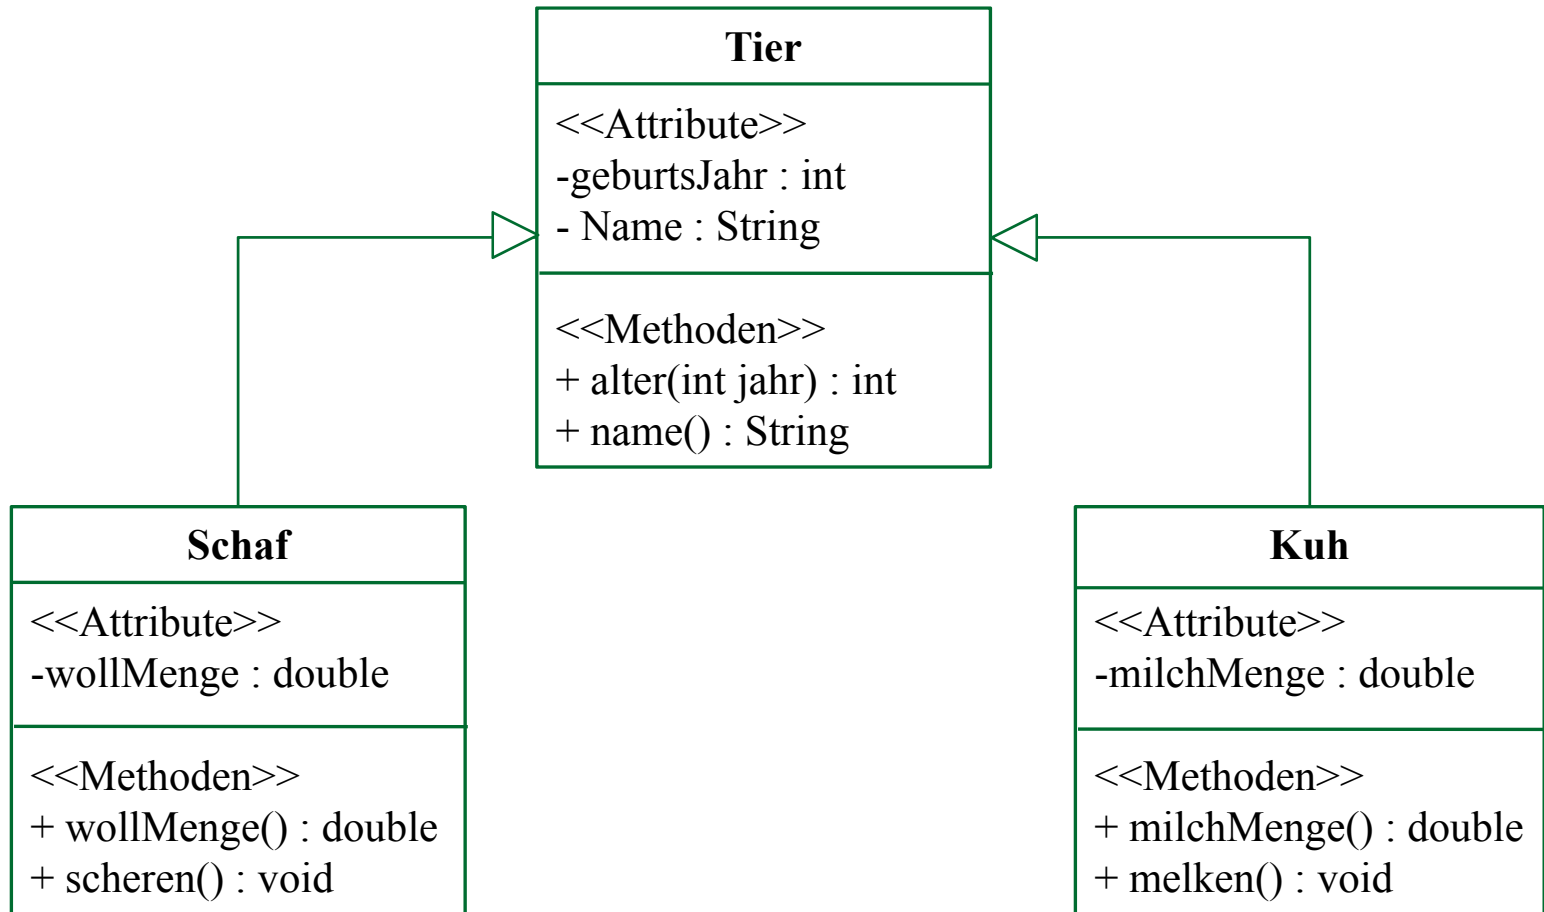 Tier
<<Attribute>>
-geburtsJahr : int
- Name : String
<<Methoden>>
+ alter(int jahr) : int
+ name() : String
Schaf
<<Attribute>>
-wollMenge : double
<<Methoden>>
+ wollMenge() : double
+ scheren() : void
Kuh
<<Attribute>>
-milchMenge : double
<<Methoden>>
+ milchMenge() : double
+ melken() : void